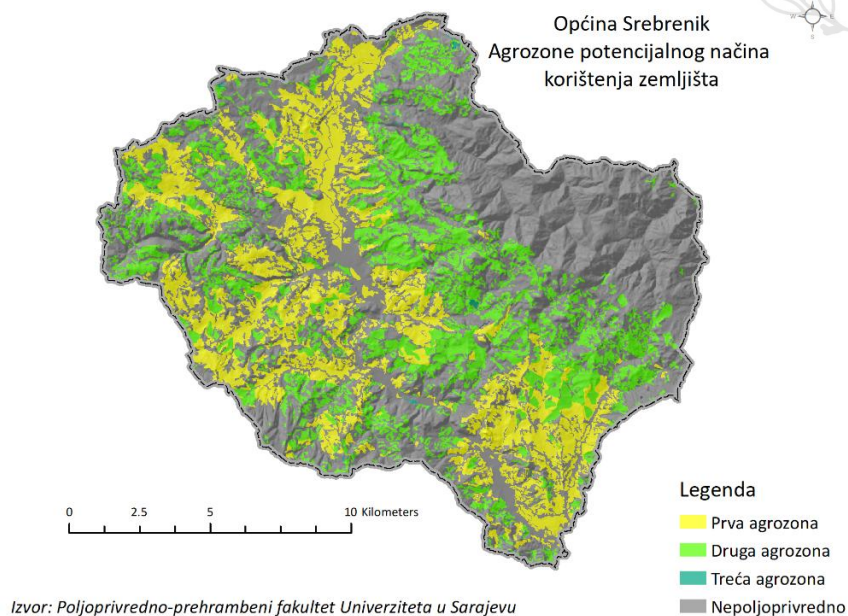 Općina Srebrenik
Agrozone potencijalnog načina
korištenja zemljišta
W
E
S
0 2.5 5 10 Kilometers
Legenda
Prva agrozona
Druga agrozona
Treća agrozona
Nepoljoprivredno
Izvor: Poljoprivredno-prehrambeni fakultet Univerziteta u Sarajevu